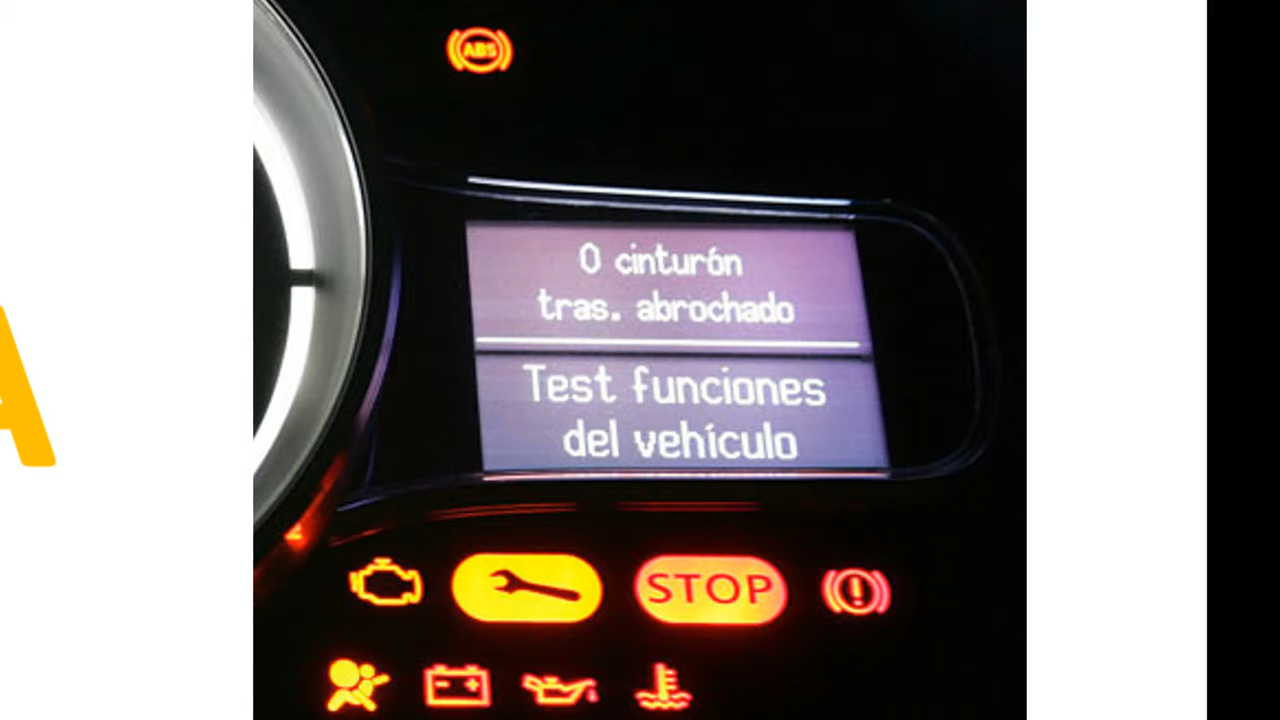 A
ABS
0 cinturón
tras. abrochado
Test funciones
del vehículo
STOP